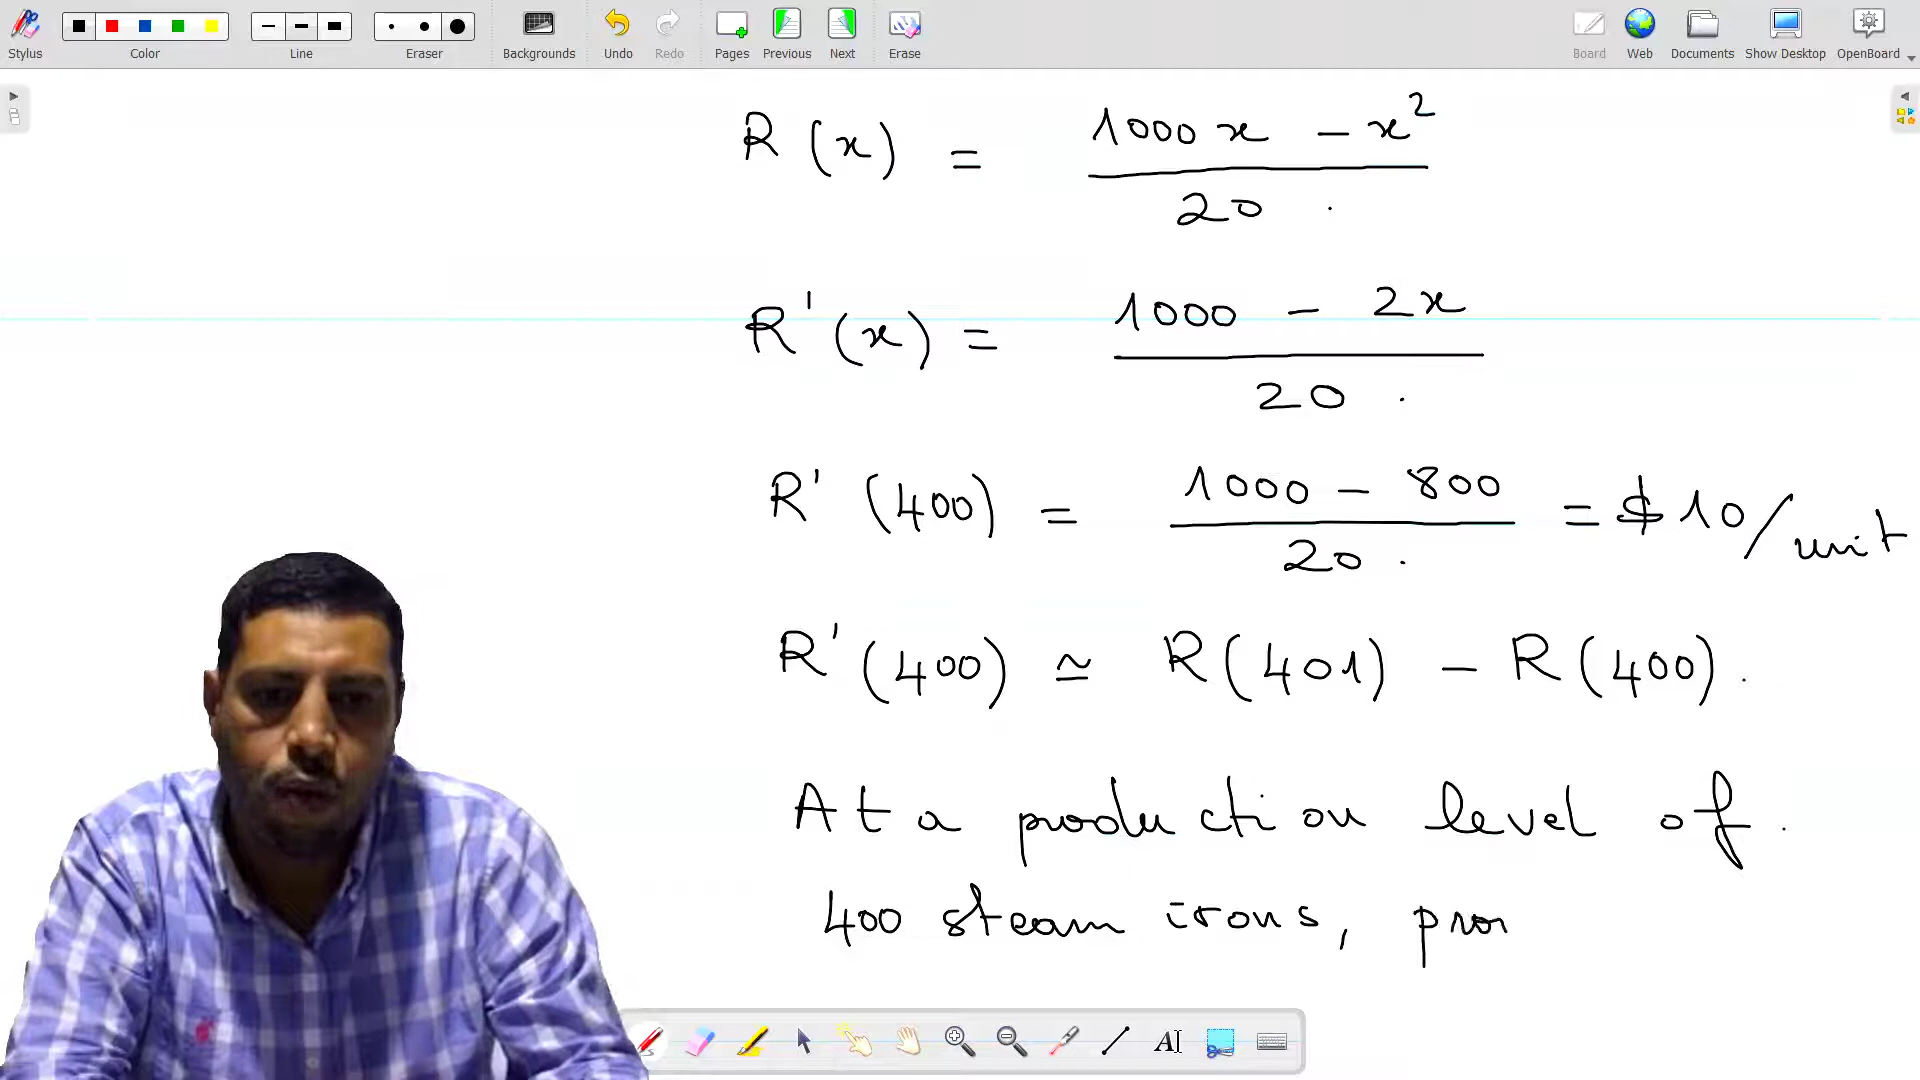 Stylus Color Line Eraser Backgrounds Undo Redo Pages Previous Next Erase Board Web Documents Show Desktop OpenBoard
R(x) = (1000x - x²)/20.
R'(x) = (1000 - 2x)/20.
R'(400) = (1000 - 800)/20. = $10/unit
R'(400) ≃ R(401) - R(400).
At a production level of.
400 steam irons, pro